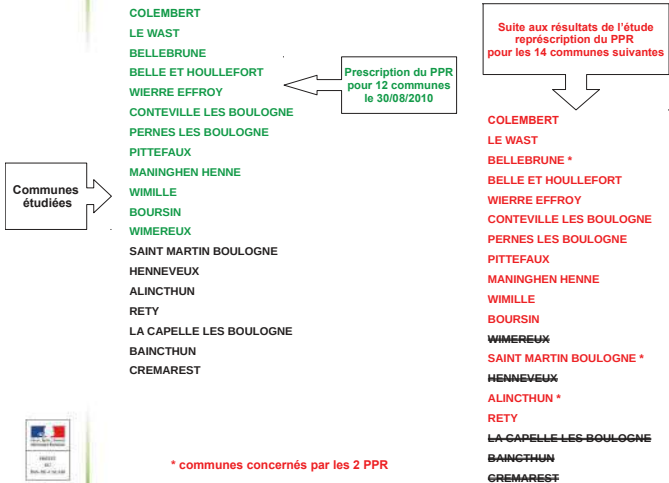 COLEMBERT
LE WAST
BELLEBRUNE
BELLE ET HOULLEFORT
WIERRE EFFROY
CONTEVILLE LES BOULOGNE
PERNES LES BOULOGNE
PITTEFAUX
MANINGHEN HENNE
WIMILLE
BOURSIN
WIMEREUX
SAINT MARTIN BOULOGNE
HENNEVEUX
ALINCTHUN
RETY
LA CAPELLE LES BOULOGNE
BAINCTHUN
CREMAREST
Communes
étudiées
Prescription du PPR
pour 12 communes
le 30/08/2010
Suite aux résultats de l'étude
représcription du PPR
pour les 14 communes suivantes
COLEMBERT
LE WAST
BELLEBRUNE *
BELLE ET HOULLEFORT
WIERRE EFFROY
CONTEVILLE LES BOULOGNE
PERNES LES BOULOGNE
PITTEFAUX
MANINGHEN HENNE
WIMILLE
BOURSIN
WIMEREUX
SAINT MARTIN BOULOGNE *
HENNEVEUX
ALINCTHUN *
RETY
LA CAPELLE LES BOULOGNE
BAINCTHUN
CREMAREST
* communes concernés par les 2 PPR